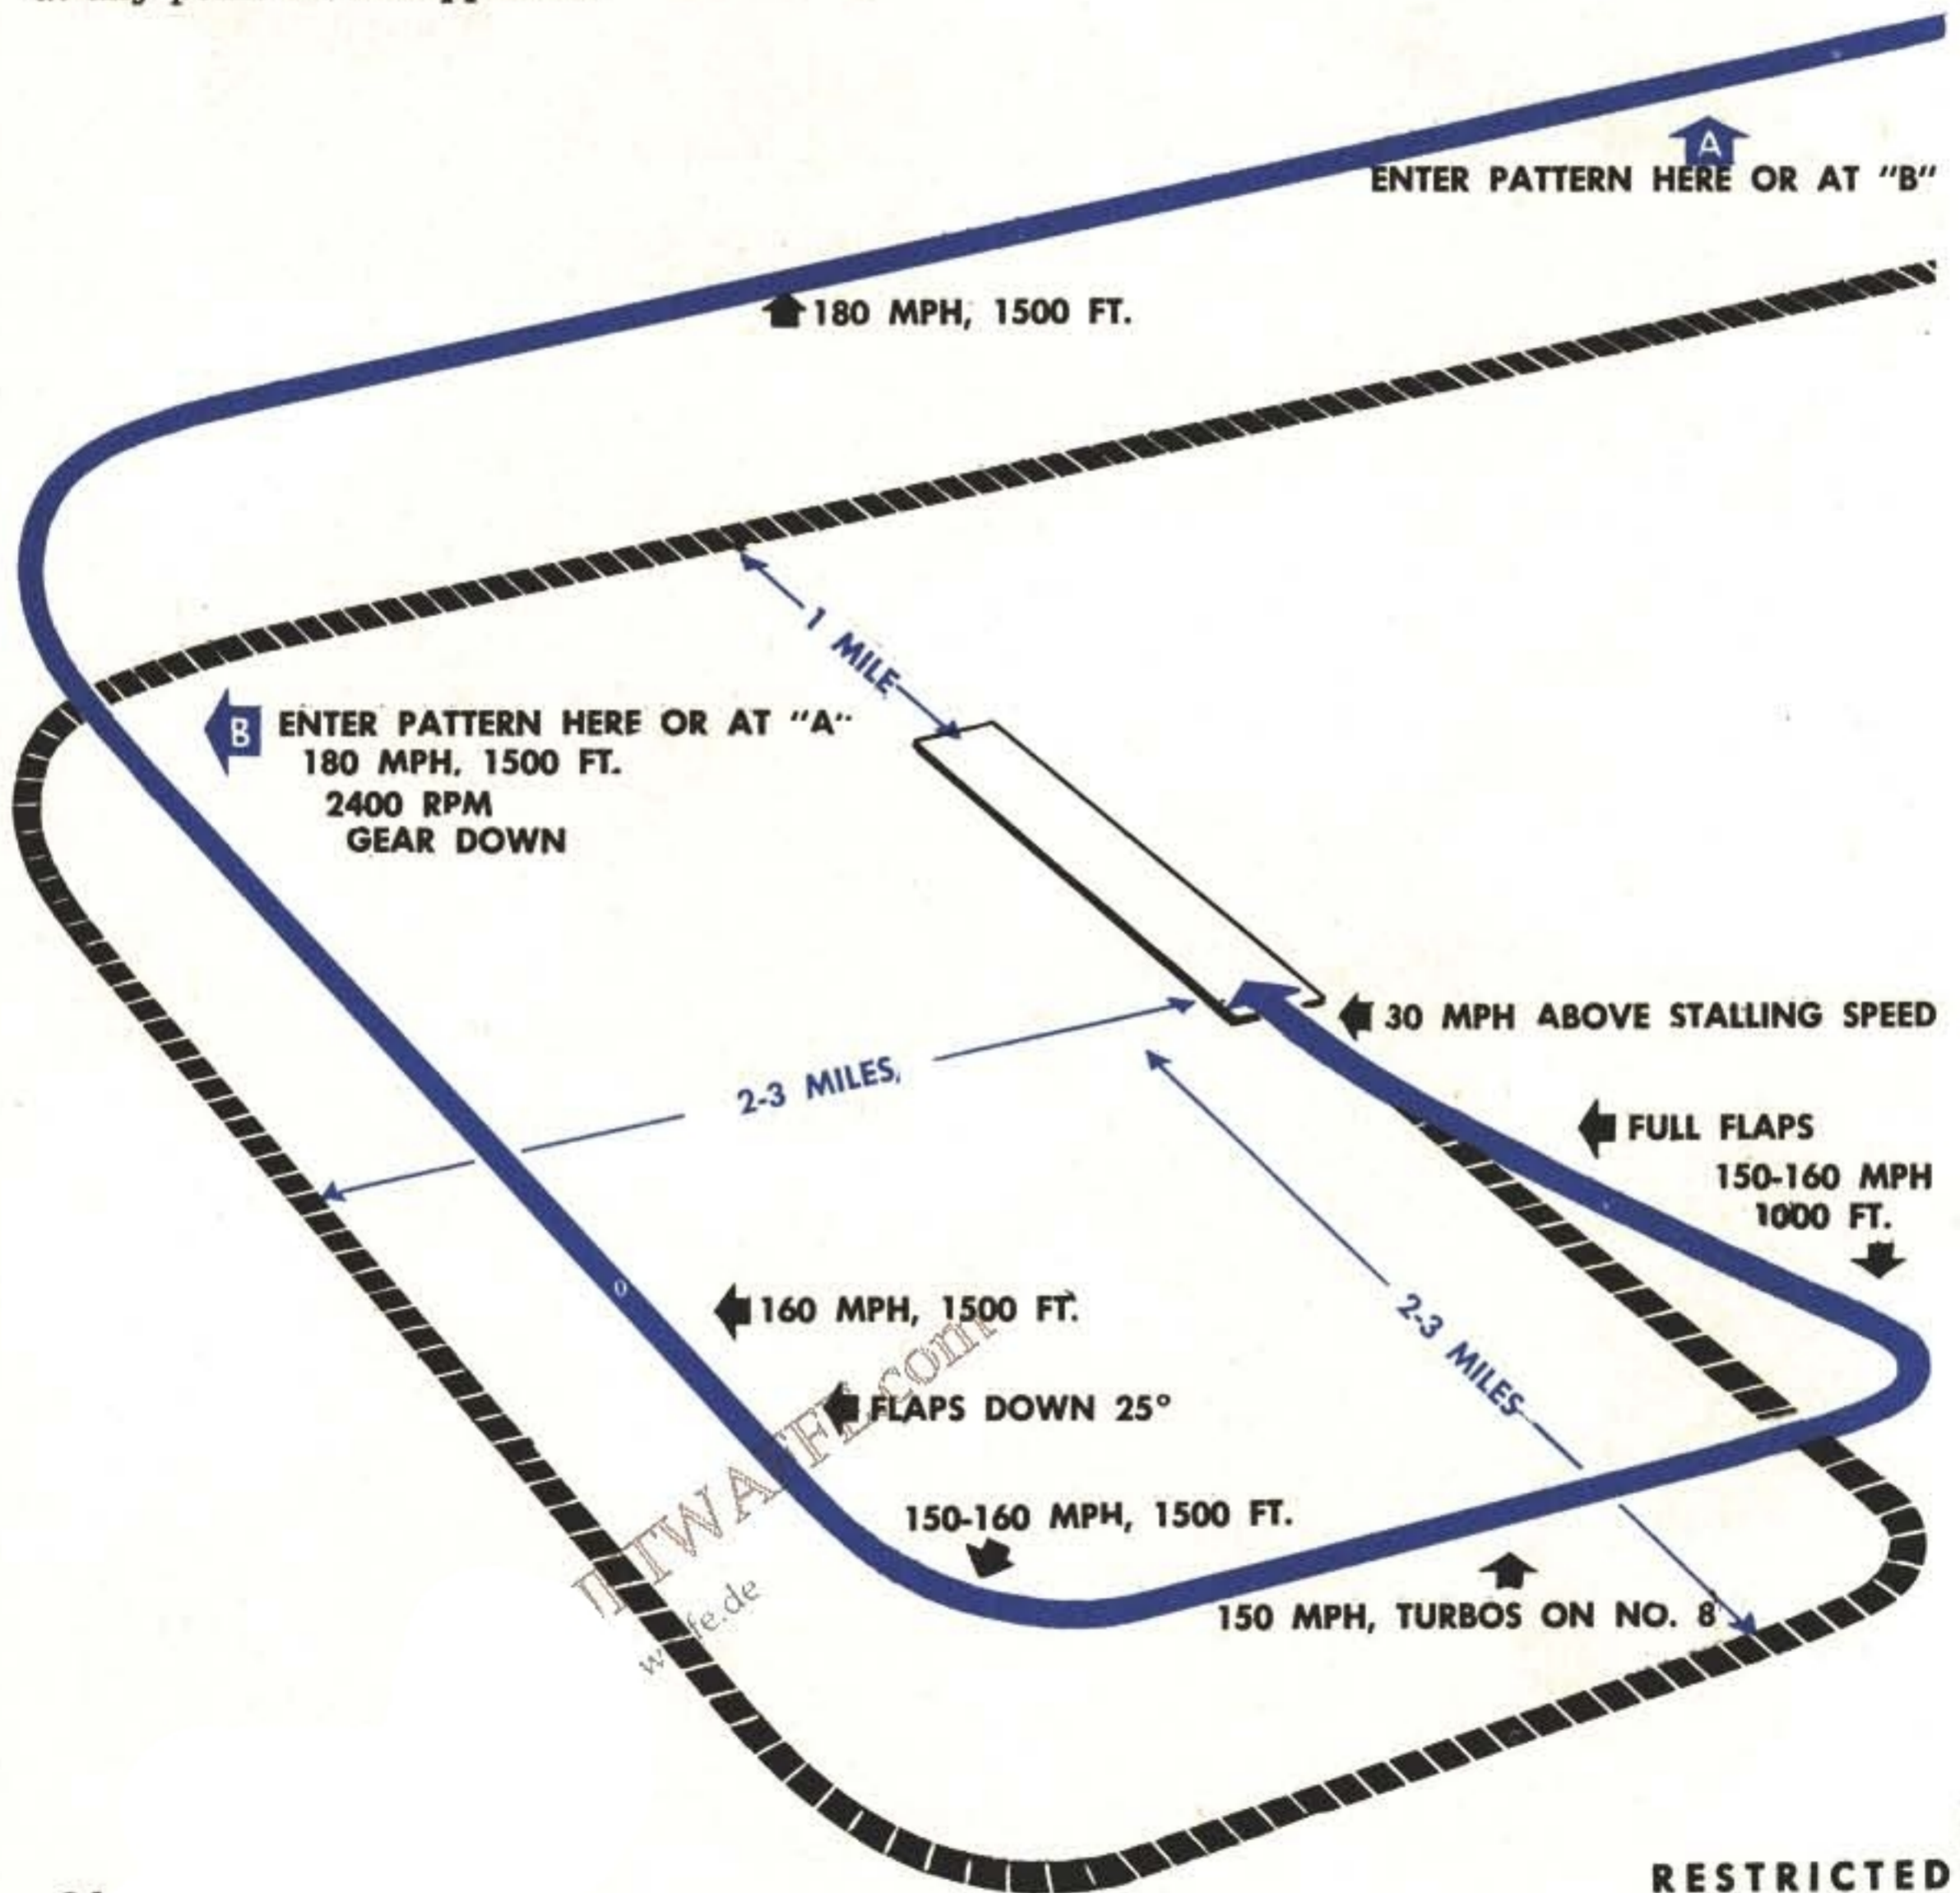 A
ENTER PATTERN HERE OR AT "B"
180 MPH, 1500 FT.
1 MILE
B
ENTER PATTERN HERE OR AT "A"
180 MPH, 1500 FT.
2400 RPM
GEAR DOWN
30 MPH ABOVE STALLING SPEED
2-3 MILES
FULL FLAPS
150-160 MPH
1000 FT.
160 MPH, 1500 FT.
2-3 MILES
FLAPS DOWN 25°
150-160 MPH, 1500 FT.
150 MPH, TURBOS ON NO. 8
RESTRICTED